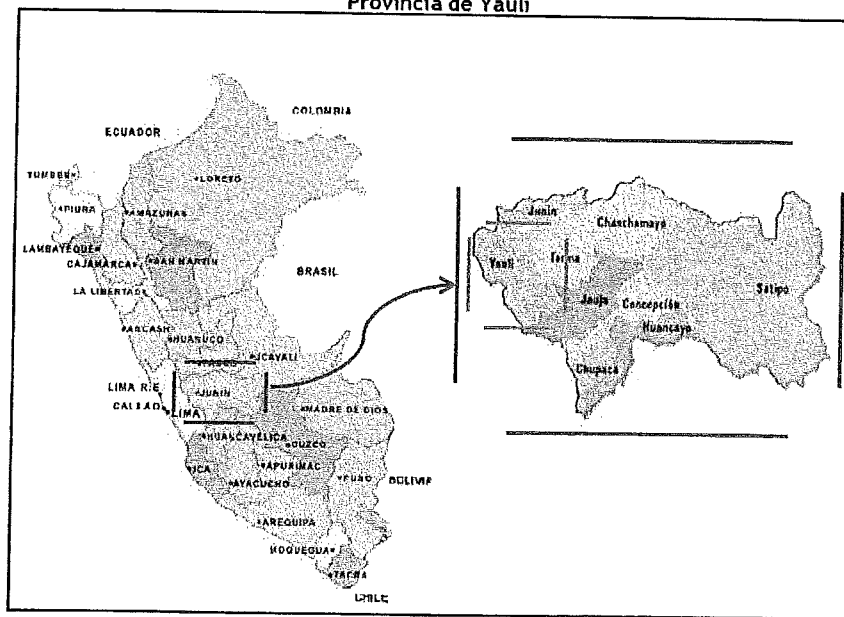 Provincia de Yauli
COLOMBIA
ECUADOR
TUMBES
LORETO
PIURA
AMAZONAS
LAMBAYEQUE
CAJAMARCA
SAN MARTIN
BRASIL
LA LIBERTAD
ANCASH
HUANUCO
UCAYALI
PASCO
LIMA
JUNIN
CALLAO
LIMA
MADRE DE DIOS
HUANCAVELICA
CUZCO
ICA
APURIMAC
AYACUCHO
PUNO
BOLIVIA
AREQUIPA
MOQUEGUA
TACNA
CHILE
Junín
Chanchamayo
Yauli
Tarma
Satipo
Jauja
Concepción
Huancayo
Chupaca